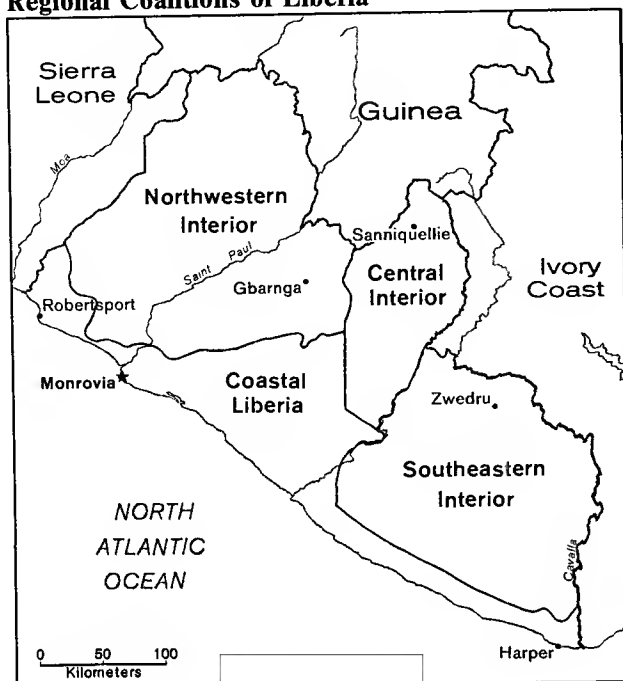 Regional Coalitions of Liberia
Sierra
Leone
Guinea
Moa
Northwestern
Interior
Sanniquellie
Saint Paul
Gbarnga
Central
Interior
Ivory
Coast
Robertsport
Monrovia
Coastal
Liberia
Zwedru
Southeastern
Interior
NORTH
ATLANTIC
OCEAN
Cavalla
Harper
0 50 100
Kilometers